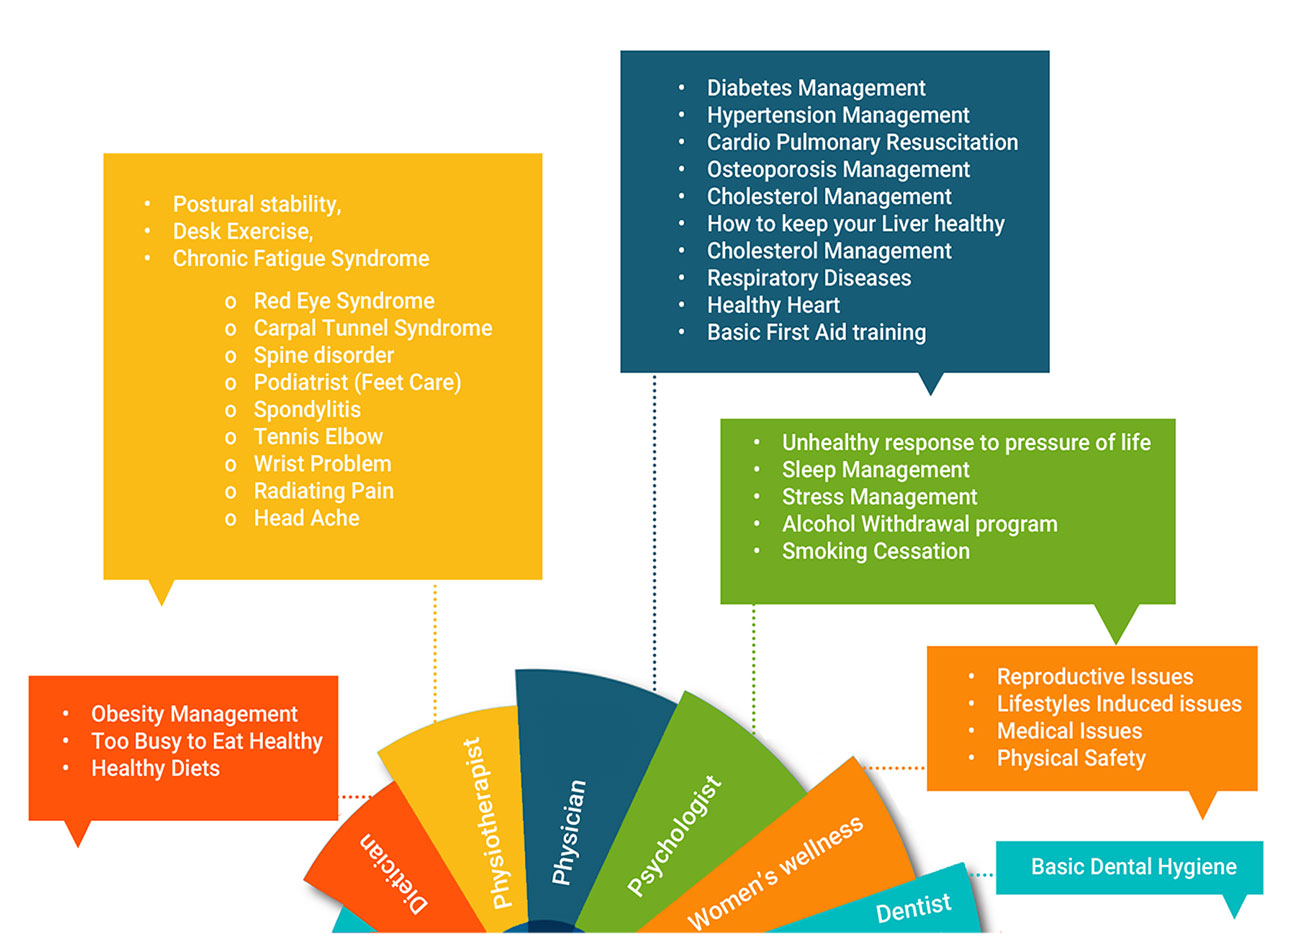 • Diabetes Management
• Hypertension Management
• Cardio Pulmonary Resuscitation
• Osteoporosis Management
• Cholesterol Management
• How to keep your Liver healthy
• Cholesterol Management
• Respiratory Diseases
• Healthy Heart
• Basic First Aid training
• Postural stability,
• Desk Exercise,
• Chronic Fatigue Syndrome
o Red Eye Syndrome
o Carpal Tunnel Syndrome
o Spine disorder
o Podiatrist (Feet Care)
o Spondylitis
o Tennis Elbow
o Wrist Problem
o Radiating Pain
o Head Ache
• Unhealthy response to pressure of life
• Sleep Management
• Stress Management
• Alcohol Withdrawal program
• Smoking Cessation
• Reproductive Issues
• Lifestyles Induced issues
• Medical Issues
• Physical Safety
• Obesity Management
• Too Busy to Eat Healthy
• Healthy Diets
Basic Dental Hygiene
Dietician
Physiotherapist
Physician
Psychologist
Women's wellness
Dentist